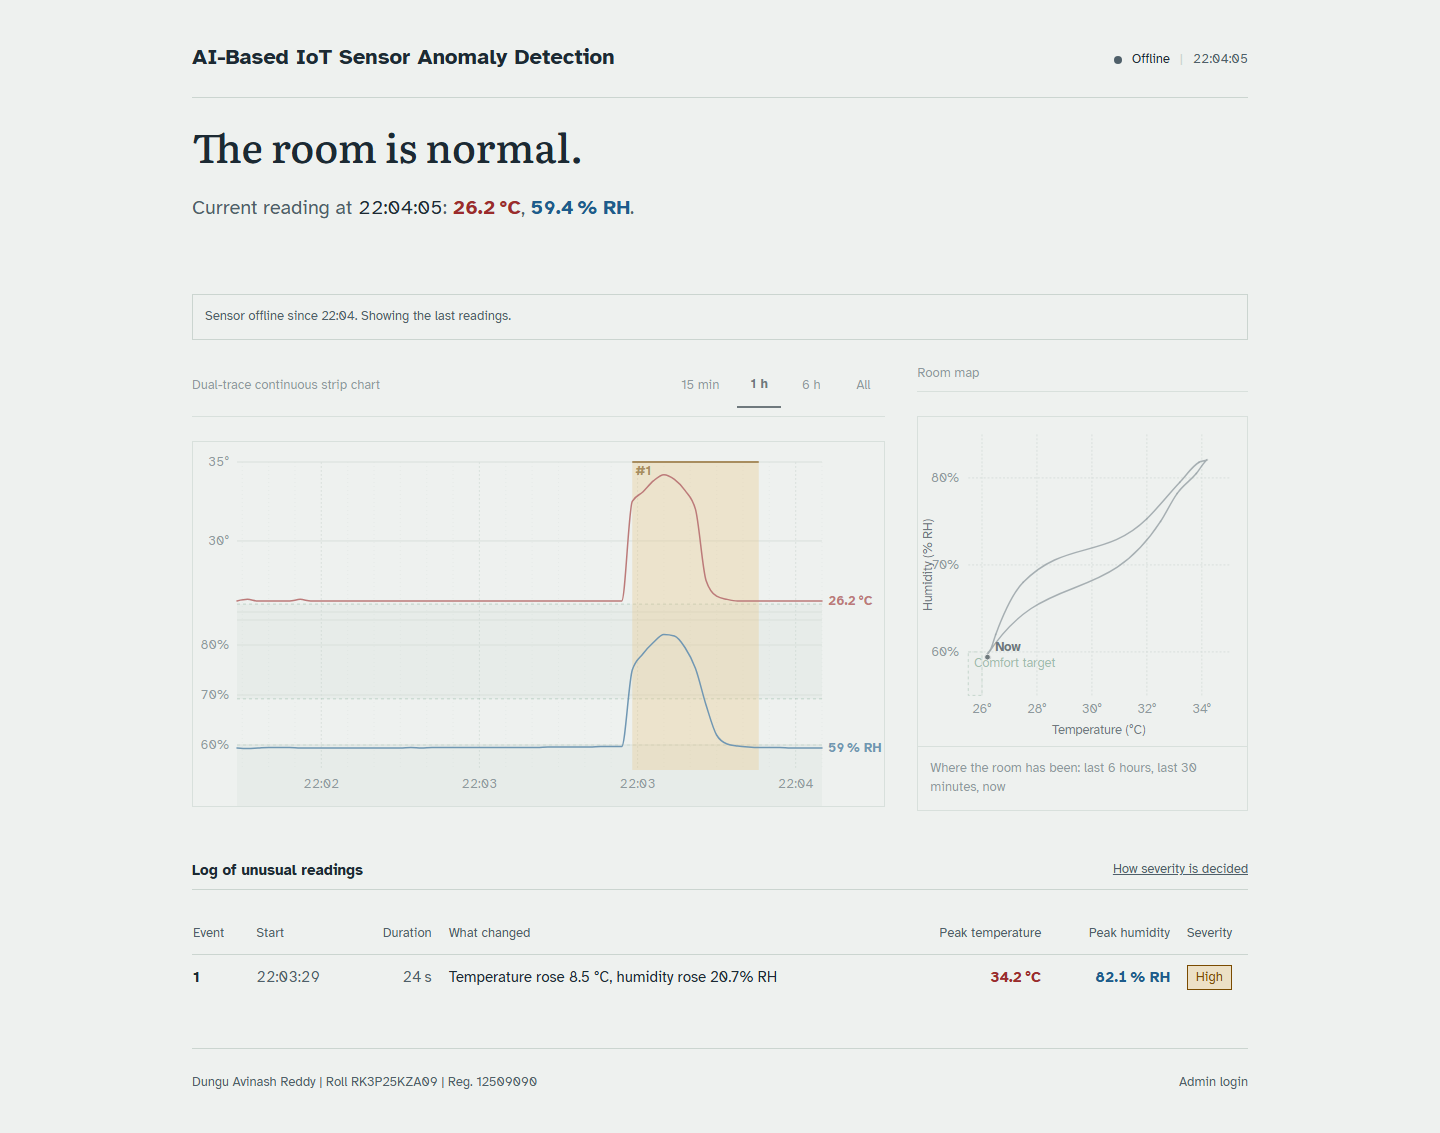 AI-Based IoT Sensor Anomaly Detection
Offline | 22:04:05
The room is normal.
Current reading at 22:04:05: 26.2 °C, 59.4 % RH.
Sensor offline since 22:04. Showing the last readings.
Dual-trace continuous strip chart
15 min 1 h 6 h All
35°
#1
30°
26.2 °C
80%
70%
60%
59 % RH
22:02 22:03 22:03 22:04
Room map
80%
Humidity (% RH)
70%
60%
Now
Comfort target
26° 28° 30° 32° 34°
Temperature (°C)
Where the room has been: last 6 hours, last 30
minutes, now
Log of unusual readings
How severity is decided
Event Start Duration What changed Peak temperature Peak humidity Severity
1 22:03:29 24 s Temperature rose 8.5 °C, humidity rose 20.7% RH 34.2 °C 82.1 % RH High
Dungu Avinash Reddy | Roll RK3P25KZA09 | Reg. 12509090
Admin login